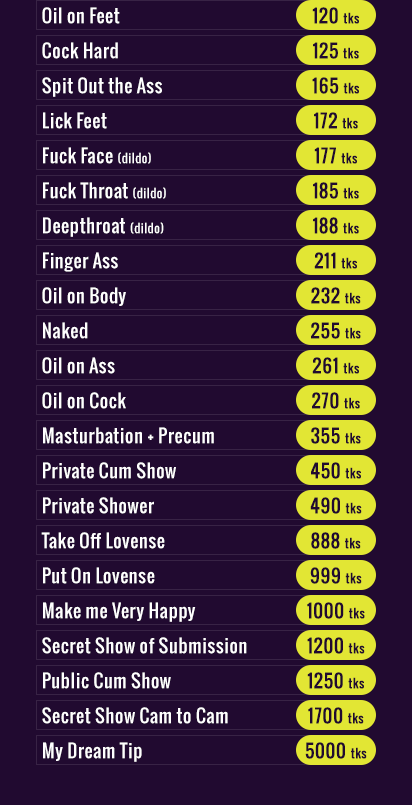 Oil on Feet 120 tks
Cock Hard 125 tks
Spit Out the Ass 165 tks
Lick Feet 172 tks
Fuck Face (dildo) 177 tks
Fuck Throat (dildo) 185 tks
Deepthroat (dildo) 188 tks
Finger Ass 211 tks
Oil on Body 232 tks
Naked 255 tks
Oil on Ass 261 tks
Oil on Cock 270 tks
Masturbation + Precum 355 tks
Private Cum Show 450 tks
Private Shower 490 tks
Take Off Lovense 888 tks
Put On Lovense 999 tks
Make me Very Happy 1000 tks
Secret Show of Submission 1200 tks
Public Cum Show 1250 tks
Secret Show Cam to Cam 1700 tks
My Dream Tip 5000 tks